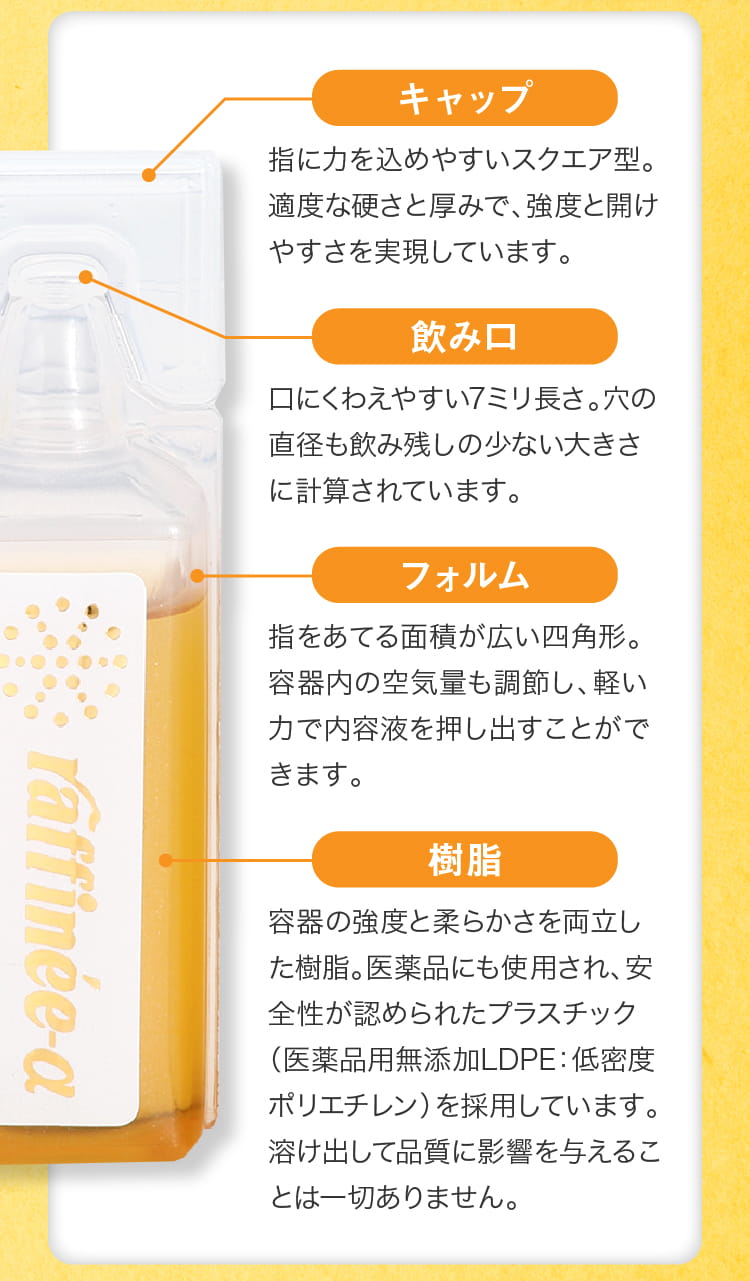 キャップ
指に力を込めやすいスクエア型。
適度な硬さと厚みで、強度と開け
やすさを実現しています。
飲み口
口にくわえやすい7ミリ長さ。穴の
直径も飲み残しの少ない大きさ
に計算されています。
フォルム
指をあてる面積が広い四角形。
容器内の空気量も調節し、軽い
力で内容液を押し出すことがで
きます。
樹脂
容器の強度と柔らかさを両立し
た樹脂。医薬品にも使用され、安
全性が認められたプラスチック
（医薬品用無添加LDPE：低密度
ポリエチレン）を採用しています。
溶け出して品質に影響を与えるこ
とは一切ありません。
raffinée-α